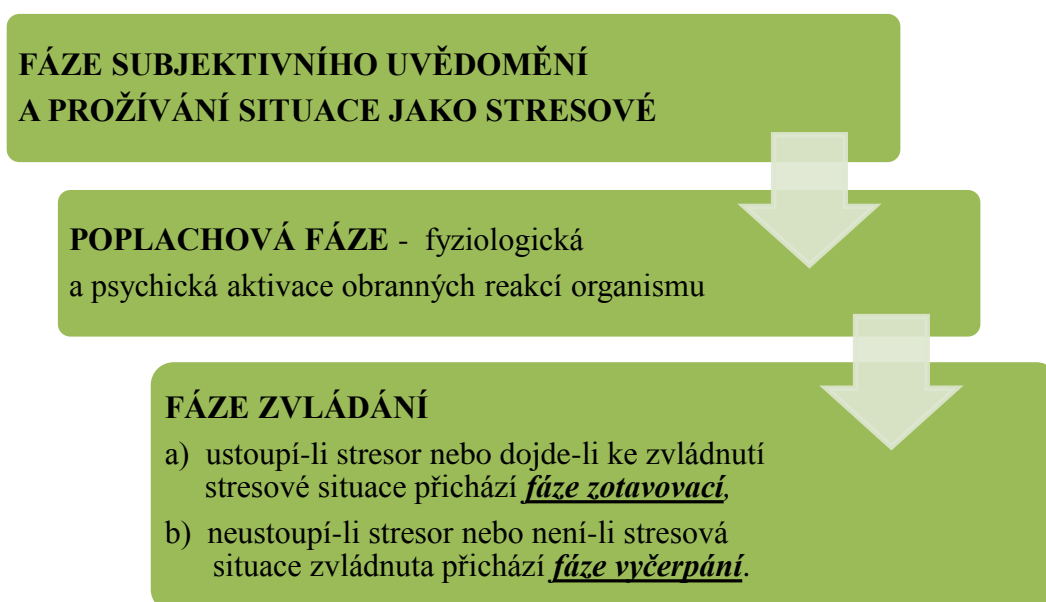 FÁZE SUBJEKTIVNÍHO UVĚDOMĚNÍ
A PROŽÍVÁNÍ SITUACE JAKO STRESOVÉ
POPLACHOVÁ FÁZE - fyziologická
a psychická aktivace obranných reakcí organismu
FÁZE ZVLÁDÁNÍ
a) ustoupí-li stresor nebo dojde-li ke zvládnutí
stresové situace přichází fáze zotavovací,
b) neustoupí-li stresor nebo není-li stresová
situace zvládnuta přichází fáze vyčerpání.